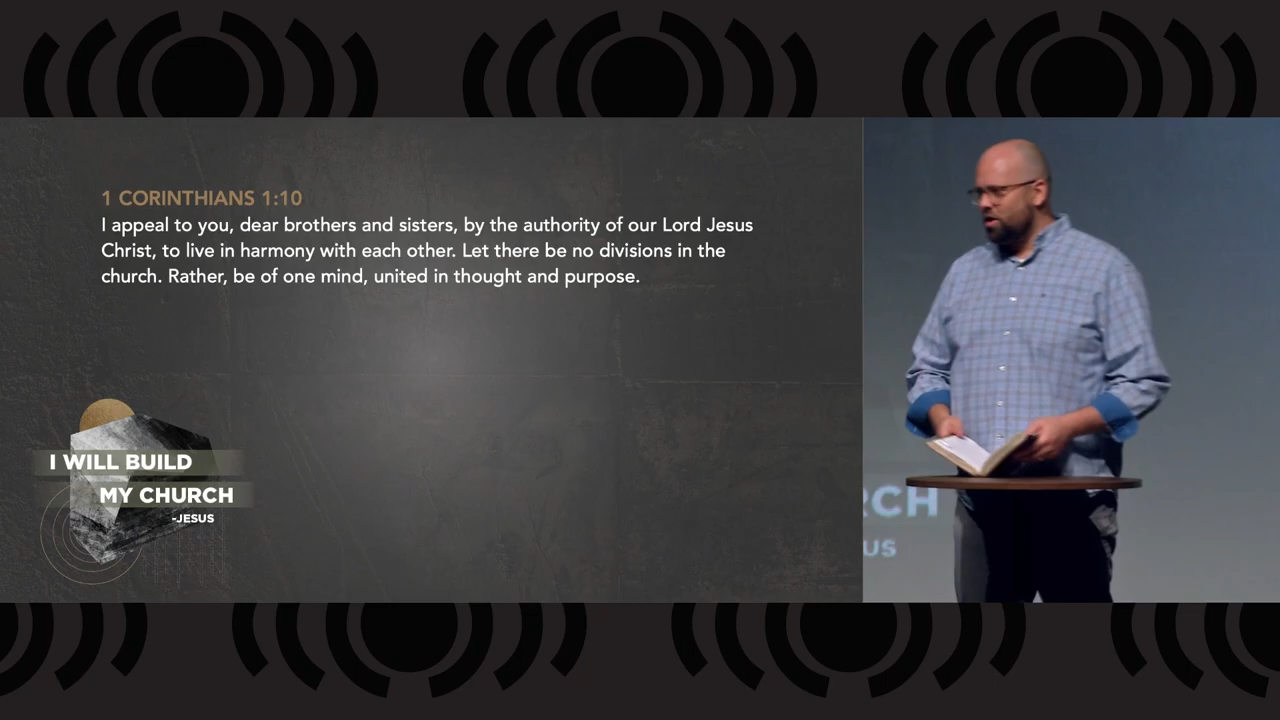 1 CORINTHIANS 1:10
I appeal to you, dear brothers and sisters, by the authority of our Lord Jesus
Christ, to live in harmony with each other. Let there be no divisions in the
church. Rather, be of one mind, united in thought and purpose.
I WILL BUILD
MY CHURCH
-JESUS
RCH
US